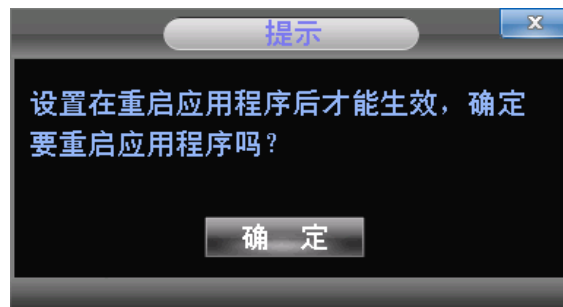 提示
设置在重启应用程序后才能生效，确定
要重启应用程序吗？
确 定